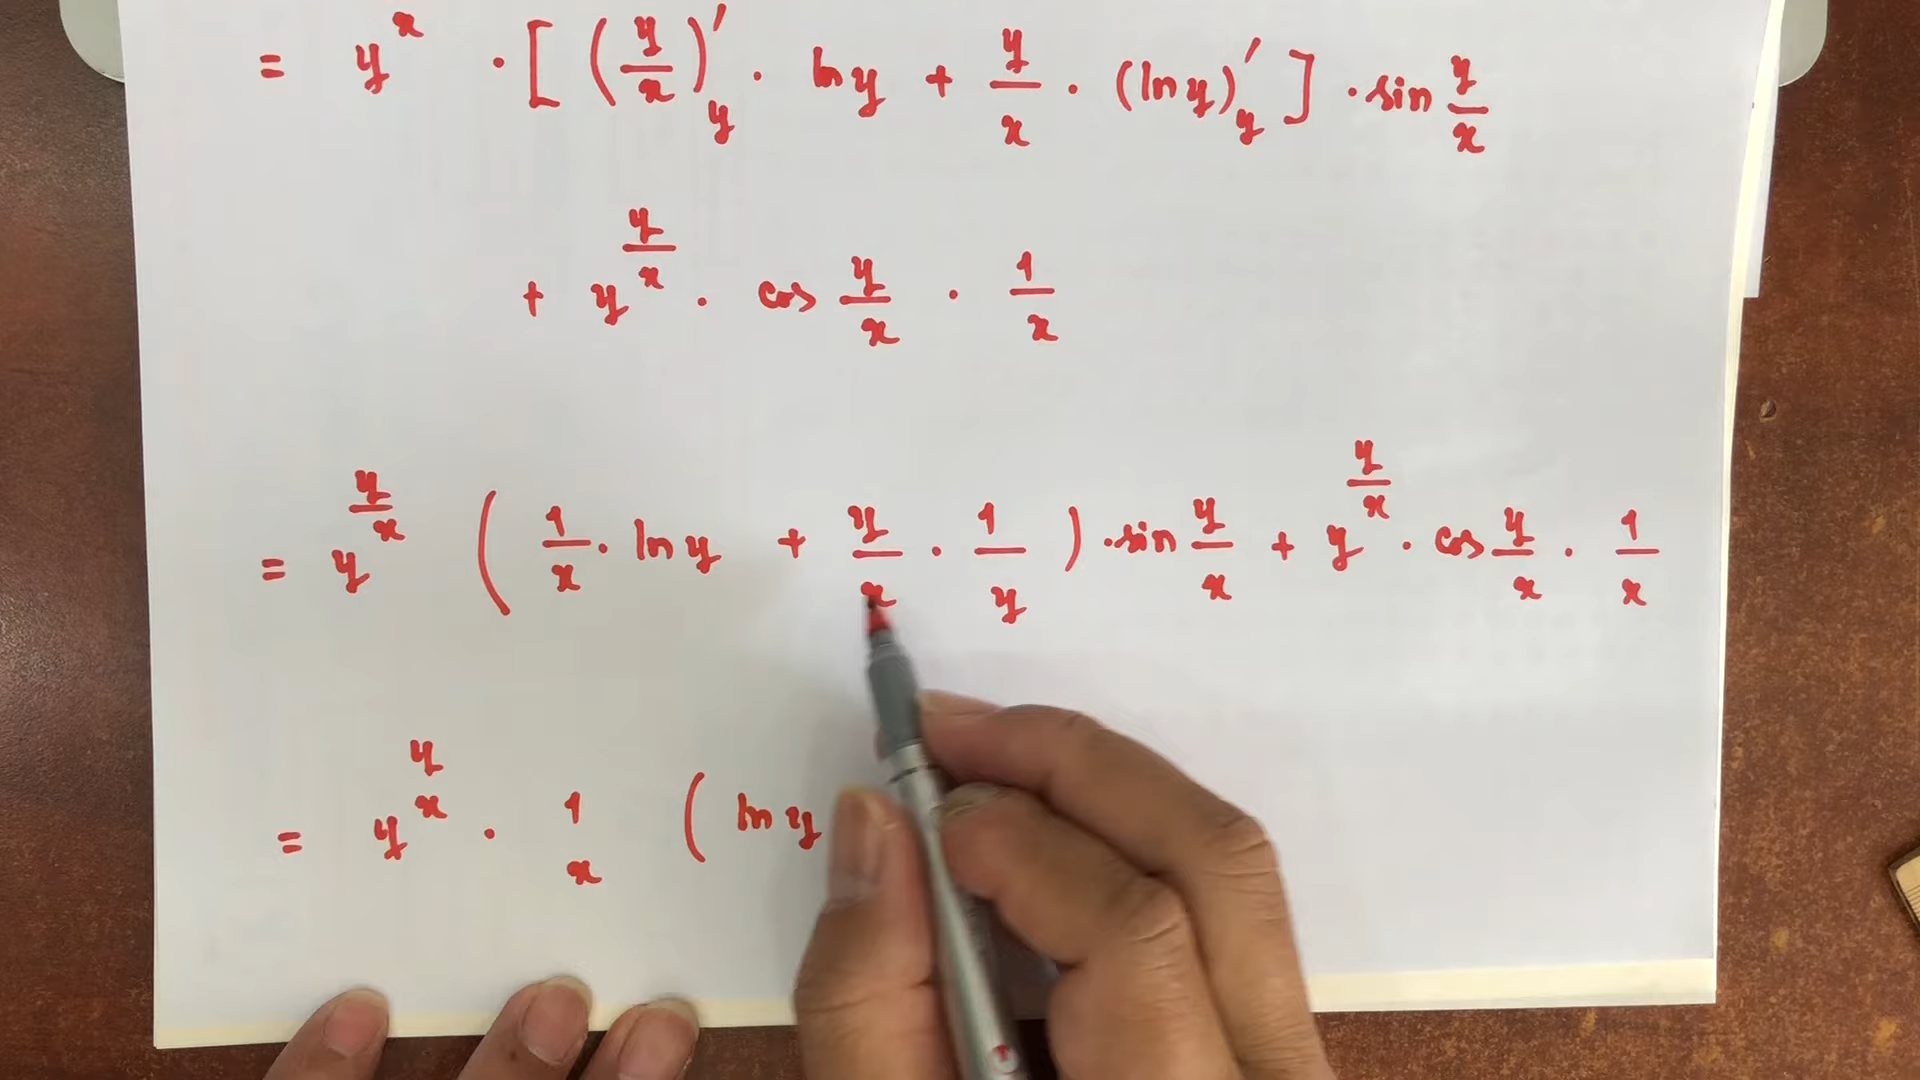 = y^x · [ (y/x)'_y · ln y + y/x · (ln y)'_y ] · sin y/x
+ y^(y/x) · cos y/x · 1/x
= y^(y/x) ( 1/x · ln y + y/x · 1/y ) · sin y/x + y^(y/x) · cos y/x · 1/x
= y^(y/x) · 1/x ( ln y